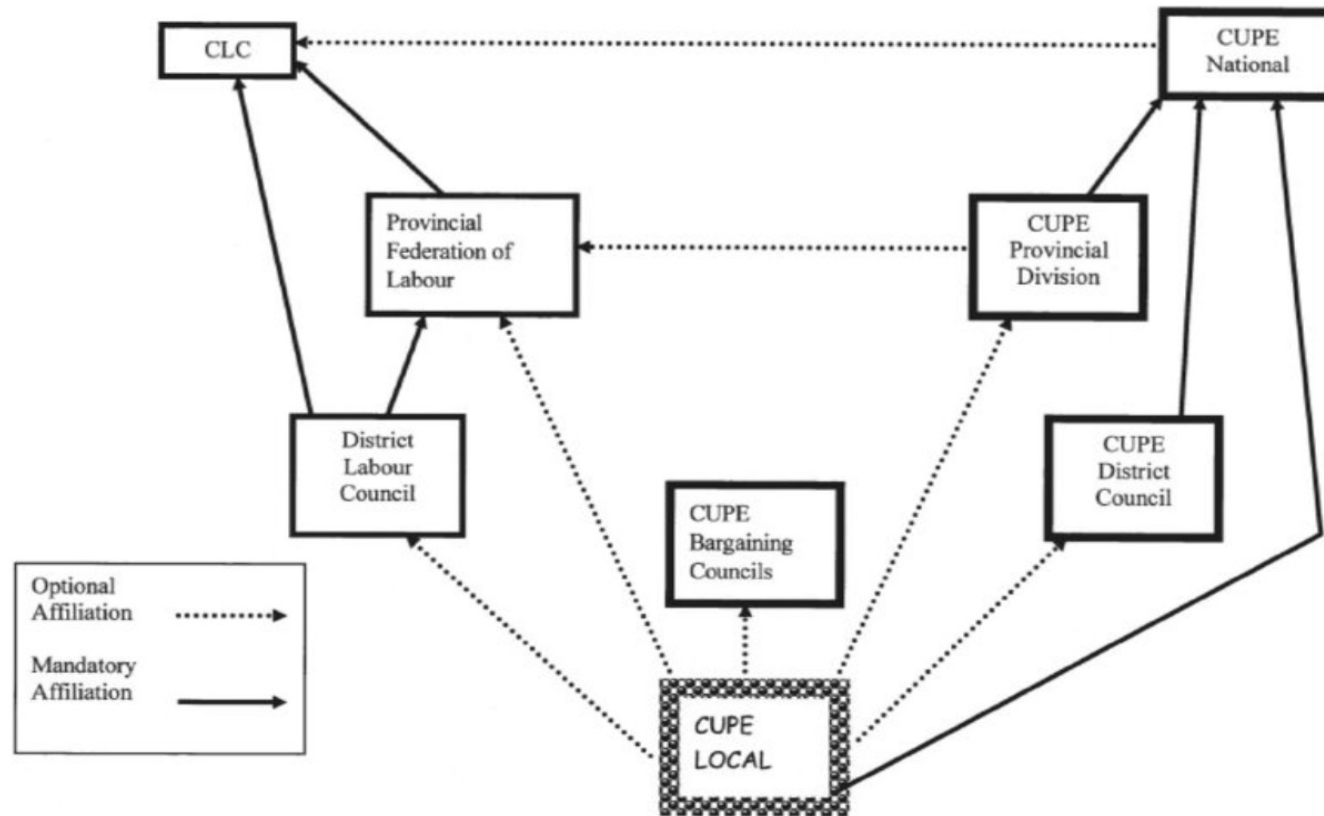 CLC
CUPE
National
Provincial
Federation of
Labour
CUPE
Provincial
Division
District
Labour
Council
CUPE
District
Council
CUPE
Bargaining
Councils
Optional
Affiliation
Mandatory
Affiliation
CUPE
LOCAL